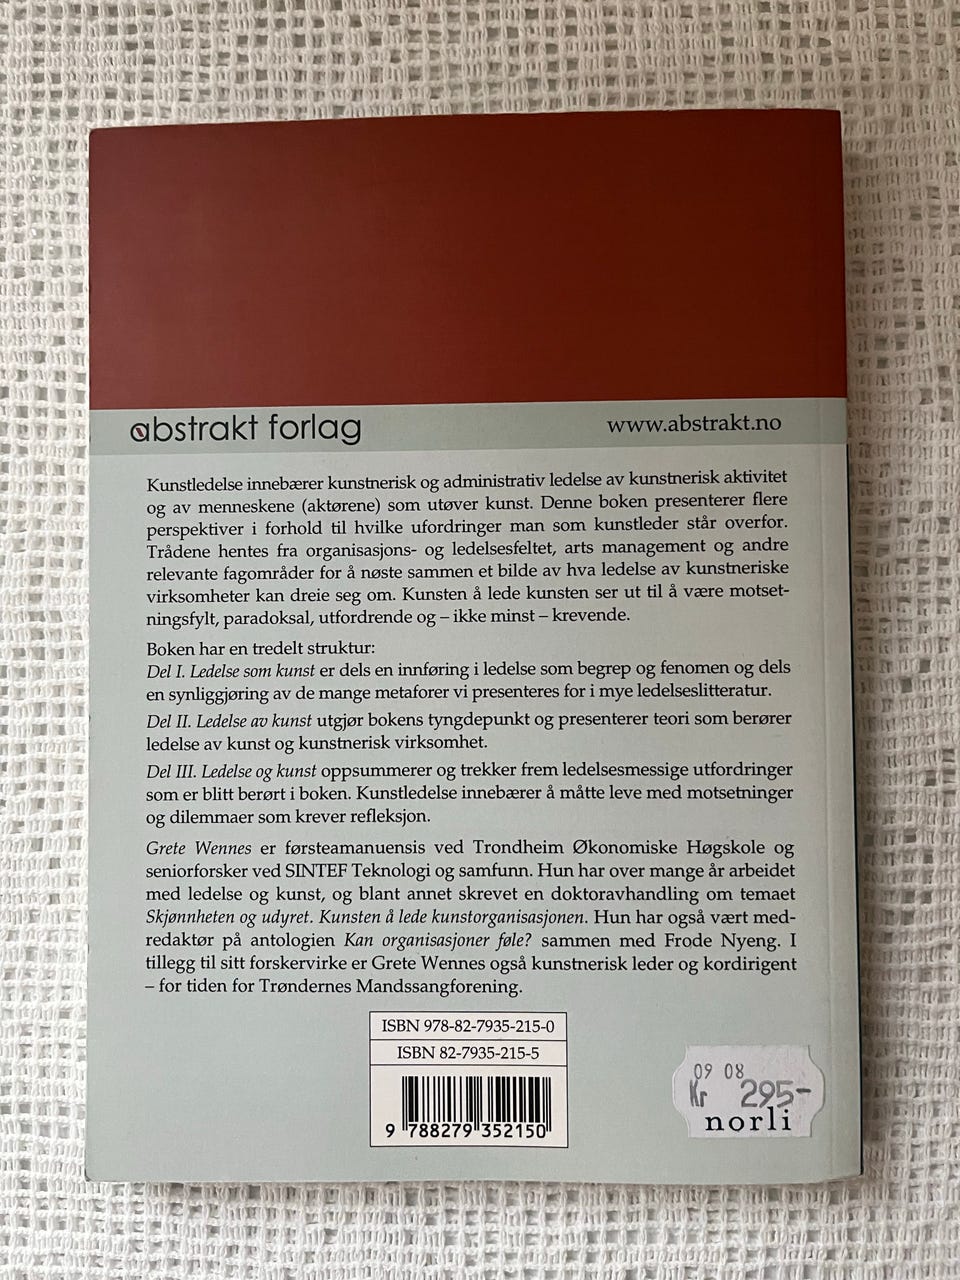 abstrakt forlag
www.abstrakt.no
Kunstledelse innebærer kunstnerisk og administrativ ledelse av kunstnerisk aktivitet
og av menneskene (aktørene) som utøver kunst. Denne boken presenterer flere
perspektiver i forhold til hvilke ufordringer man som kunstleder står overfor.
Trådene hentes fra organisasjons- og ledelsesfeltet, arts management og andre
relevante fagområder for å nøste sammen et bilde av hva ledelse av kunstneriske
virksomheter kan dreie seg om. Kunsten å lede kunsten ser ut til å være motset-
ningsfylt, paradoksal, utfordrende og – ikke minst – krevende.
Boken har en tredelt struktur:
Del I. Ledelse som kunst er dels en innføring i ledelse som begrep og fenomen og dels
en synliggjøring av de mange metaforer vi presenteres for i mye ledelseslitteratur.
Del II. Ledelse av kunst utgjør bokens tyngdepunkt og presenterer teori som berører
ledelse av kunst og kunstnerisk virksomhet.
Del III. Ledelse og kunst oppsummerer og trekker frem ledelsesmessige utfordringer
som er blitt berørt i boken. Kunstledelse innebærer å måtte leve med motsetninger
og dilemmaer som krever refleksjon.
Grete Wennes er førsteamanuensis ved Trondheim Økonomiske Høgskole og
seniorforsker ved SINTEF Teknologi og samfunn. Hun har over mange år arbeidet
med ledelse og kunst, og blant annet skrevet en doktoravhandling om temaet
Skjønnheten og udyret. Kunsten å lede kunstorganisasjonen. Hun har også vært med-
redaktør på antologien Kan organisasjoner føle? sammen med Frode Nyeng. I
tillegg til sitt forskervirke er Grete Wennes også kunstnerisk leder og kordirigent
– for tiden for Trøndernes Mandssangforening.
ISBN 978-82-7935-215-0
ISBN 82-7935-215-5
9 788279 352150
09 08
Kr 295-
norli